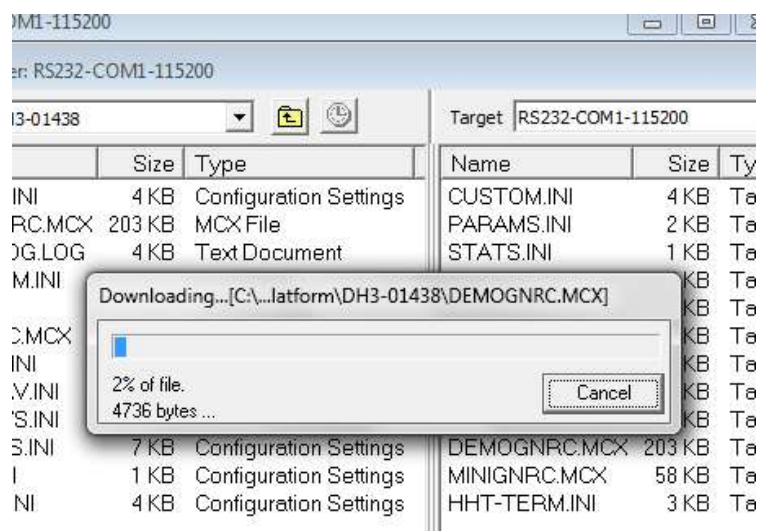 OM1-115200
er: RS232-COM1-115200
3-01438
Target RS232-COM1-115200
Size Type
Name Size Ty
INI 4 KB Configuration Settings
CUSTOM.INI 4 KB Ta
RC.MCX 203 KB MCX File
PARAMS.INI 2 KB Ta
OG.LOG 4 KB Text Document
STATS.INI 1 KB Ta
M.INI
KB Ta
Downloading...[C:\...latform\DH3-01438\DEMOGNRC.MCX]
KB Ta
C.MCX
KB Ta
INI
KB Ta
2% of file.
Cancel
V.INI
KB Ta
4736 bytes ...
S.INI
KB Ta
S.INI 7 KB Configuration Settings
DEMOGNRC.MCX 203 KB Ta
I 1 KB Configuration Settings
MINIGNRC.MCX 58 KB Ta
NI 4 KB Configuration Settings
HHT-TERM.INI 3 KB Ta